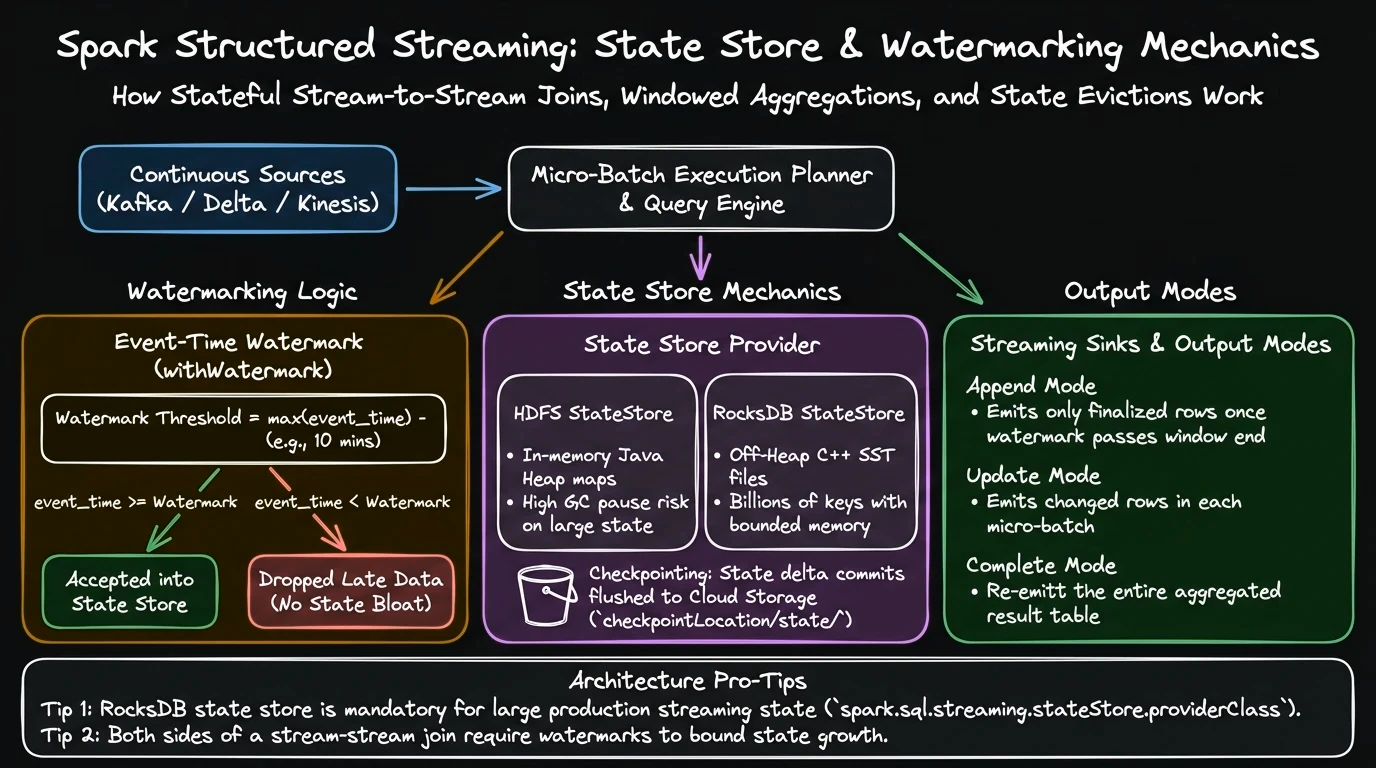 Spark Structured Streaming: State Store & Watermarking Mechanics
How Stateful Stream-to-Stream Joins, Windowed Aggregations, and State Evictions Work
Continuous Sources
(Kafka / Delta / Kinesis)
Micro-Batch Execution Planner
& Query Engine
Watermarking Logic
Event-Time Watermark
(withWatermark)
Watermark Threshold = max(event_time) -
(e.g., 10 mins)
event_time >= Watermark
event_time < Watermark
Accepted into
State Store
Dropped Late Data
(No State Bloat)
State Store Mechanics
State Store Provider
HDFS StateStore
• In-memory Java
Heap maps
• High GC pause risk
on large state
RocksDB StateStore
• Off-Heap C++ SST
files
• Billions of keys with
bounded memory
Checkpointing: State delta commits
flushed to Cloud Storage
(`checkpointLocation/state/`)
Output Modes
Streaming Sinks & Output Modes
Append Mode
• Emits only finalized rows once
watermark passes window end
Update Mode
• Emits changed rows in each
micro-batch
Complete Mode
• Re-emitt the entire aggregated
result table
Architecture Pro-Tips
Tip 1: RocksDB state store is mandatory for large production streaming state (`spark.sql.streaming.stateStore.providerClass`).
Tip 2: Both sides of a stream-stream join require watermarks to bound state growth.